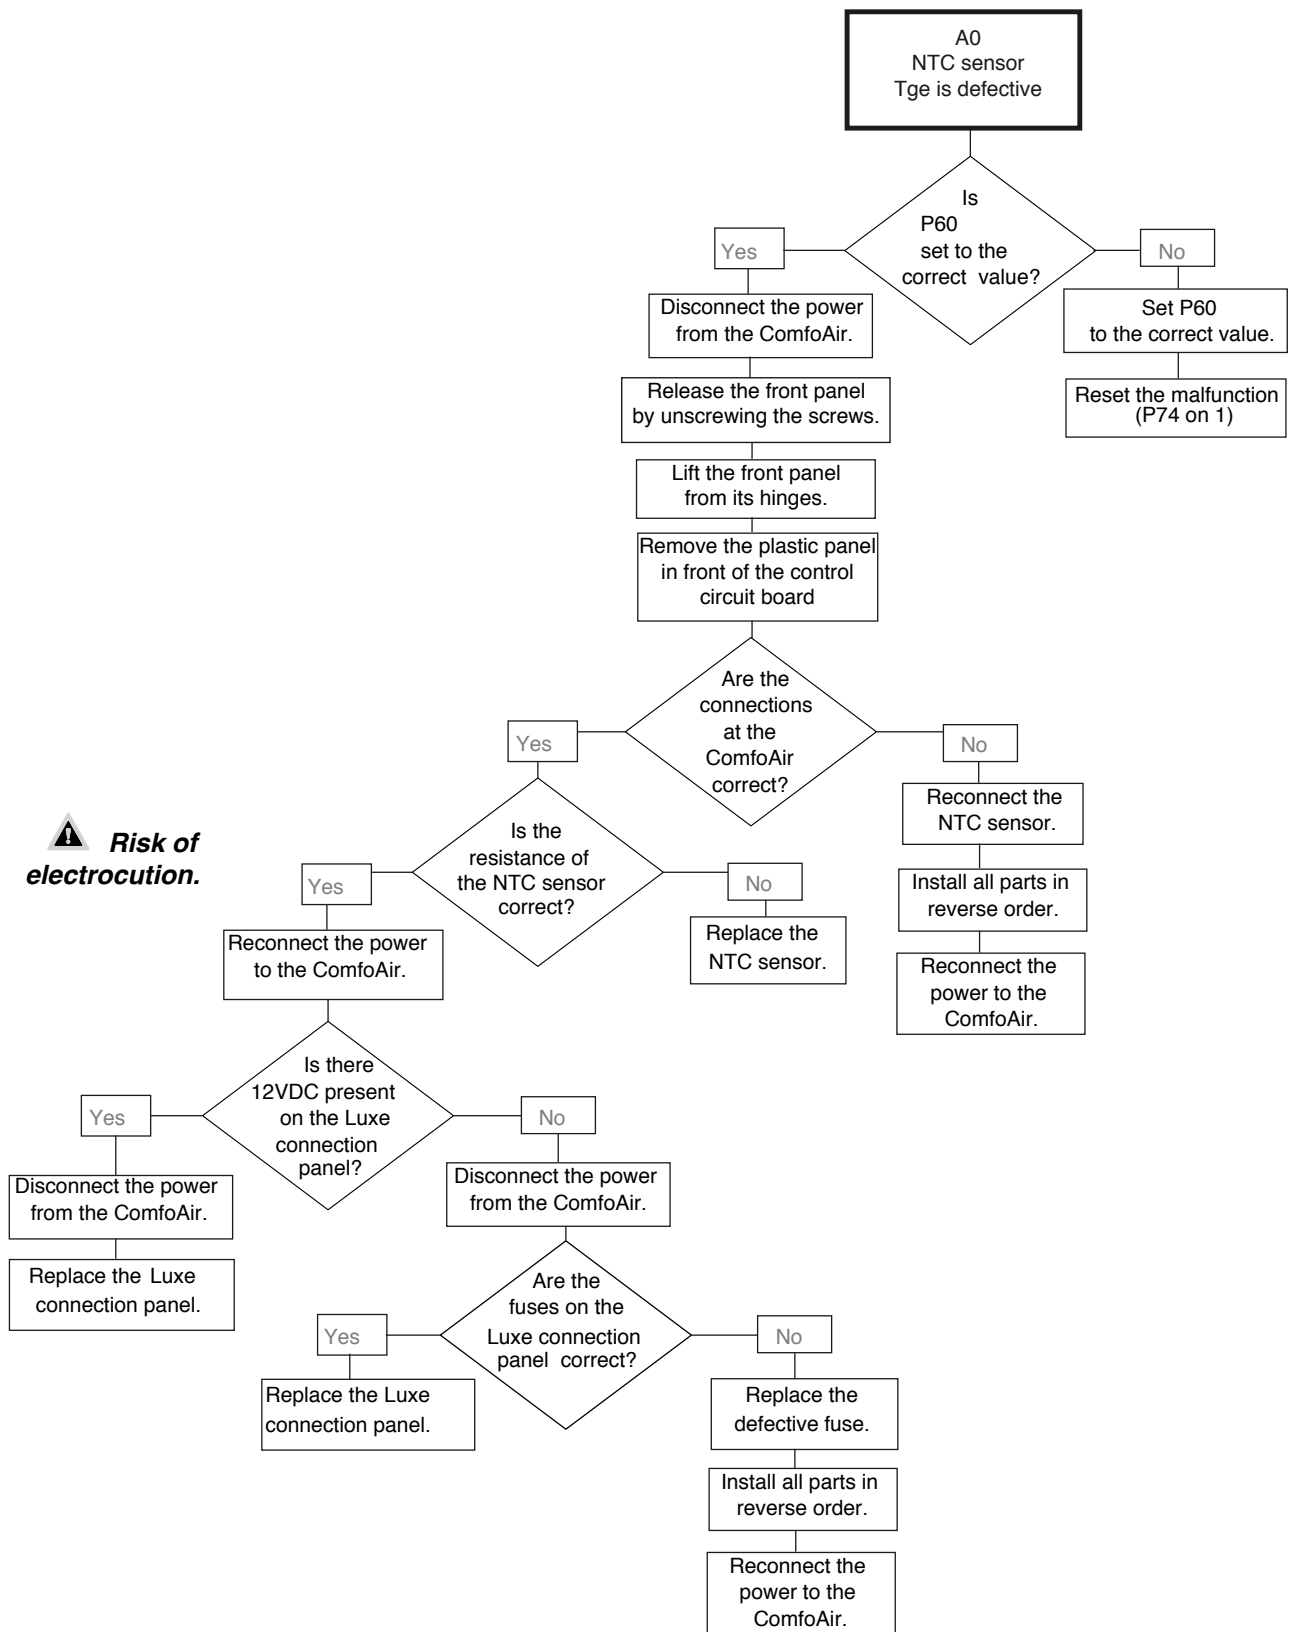 A0
NTC sensor
Tge is defective
Is
P60
set to the
correct value?
Yes
No
Disconnect the power
from the ComfoAir.
Set P60
to the correct value.
Release the front panel
by unscrewing the screws.
Reset the malfunction
(P74 on 1)
Lift the front panel
from its hinges.
Remove the plastic panel
in front of the control
circuit board
Are the
connections
at the
ComfoAir
correct?
Yes
No
Reconnect the
NTC sensor.
Install all parts in
reverse order.
Reconnect the
power to the
ComfoAir.
Risk of
electrocution.
Is the
resistance of
the NTC sensor
correct?
Yes
No
Reconnect the power
to the ComfoAir.
Replace the
NTC sensor.
Is there
12VDC present
on the Luxe
connection
panel?
Yes
No
Disconnect the power
from the ComfoAir.
Replace the Luxe
connection panel.
Disconnect the power
from the ComfoAir.
Are the
fuses on the
Luxe connection
panel correct?
Yes
No
Replace the Luxe
connection panel.
Replace the
defective fuse.
Install all parts in
reverse order.
Reconnect the
power to the
ComfoAir.